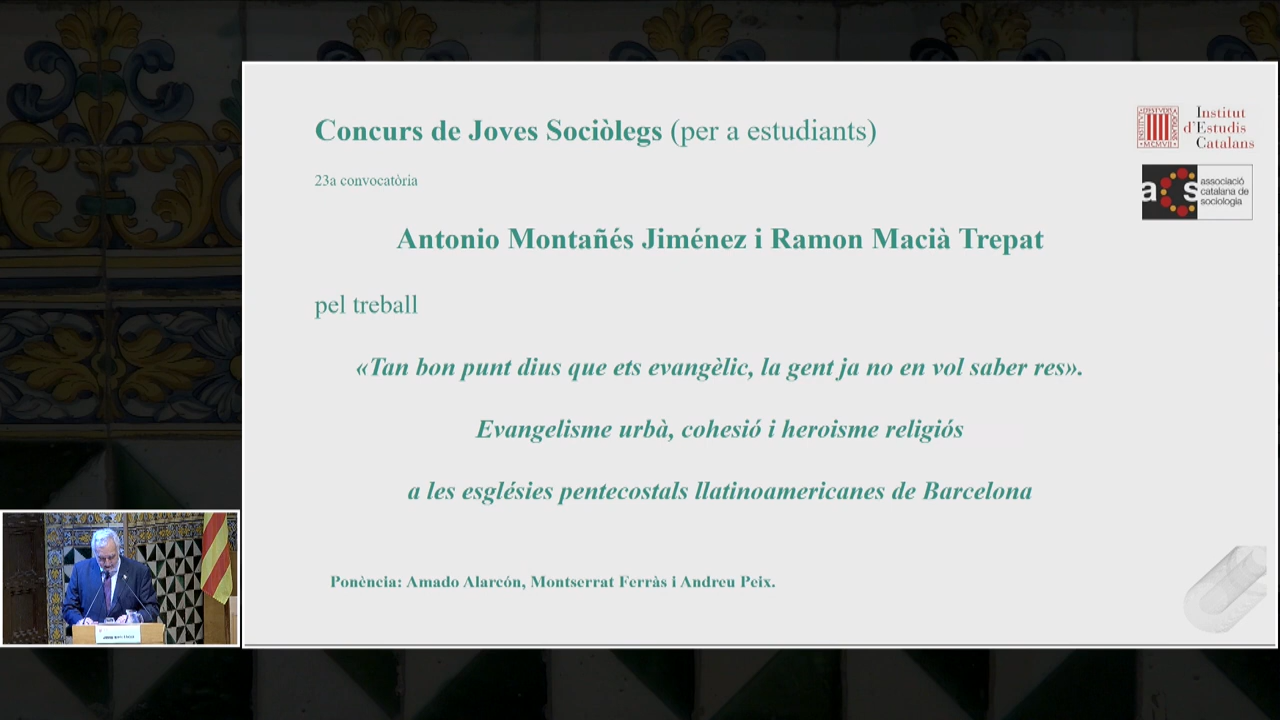 Concurs de Joves Sociòlegs (per a estudiants)
23a convocatòria
Antonio Montañés Jiménez i Ramon Macià Trepat
pel treball
«Tan bon punt dius que ets evangèlic, la gent ja no en vol saber res».
Evangelisme urbà, cohesió i heroisme religiós
a les esglésies pentecostals llatinoamericanes de Barcelona
Ponència: Amado Alarcón, Montserrat Ferràs i Andreu Peix.
Institut
d'Estudis
Catalans
acs
associació
catalana de
sociologia